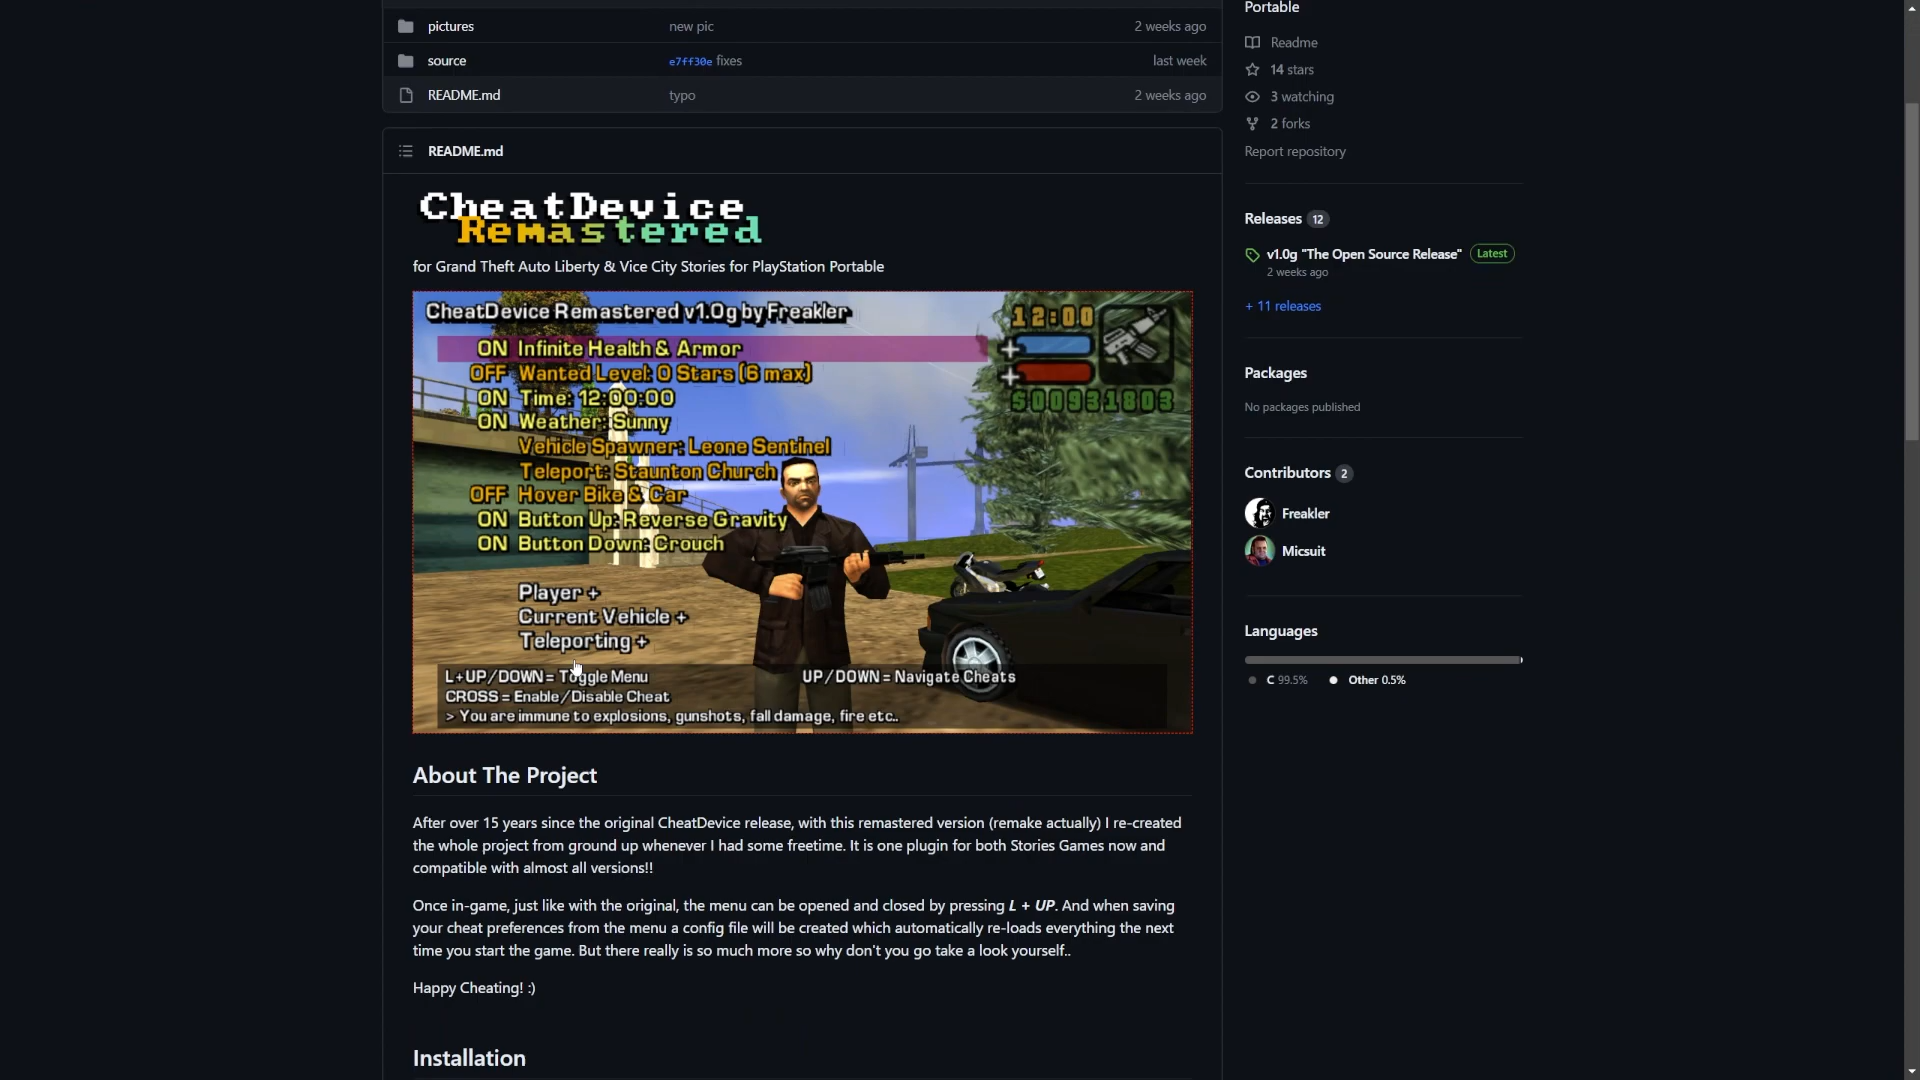 Portable
pictures new pic 2 weeks ago
source e7ff30e fixes last week
README.md typo 2 weeks ago
Readme
14 stars
3 watching
2 forks
Report repository
README.md
CheatDevice
Remastered
for Grand Theft Auto Liberty & Vice City Stories for PlayStation Portable
CheatDevice Remastered v1.0g by Freakler
12:00
ON Infinite Health & Armor
OFF Wanted Level: 0 Stars (6 max)
ON Time: 12:00:00
$00931803
ON Weather: Sunny
Vehicle Spawner: Leone Sentinel
Teleport: Staunton Church
OFF Hover Bike & Car
ON Button Up: Reverse Gravity
ON Button Down: Crouch
Player +
Current Vehicle +
Teleporting +
L+UP/DOWN = Toggle Menu UP/DOWN = Navigate Cheats
CROSS = Enable/Disable Cheat
> You are immune to explosions, gunshots, fall damage, fire etc..
About The Project
After over 15 years since the original CheatDevice release, with this remastered version (remake actually) I re-created
the whole project from ground up whenever I had some freetime. It is one plugin for both Stories Games now and
compatible with almost all versions!!
Once in-game, just like with the original, the menu can be opened and closed by pressing L + UP. And when saving
your cheat preferences from the menu a config file will be created which automatically re-loads everything the next
time you start the game. But there really is so much more so why don't you go take a look yourself..
Happy Cheating! :)
Installation
Releases 12
v1.0g "The Open Source Release" Latest
2 weeks ago
+ 11 releases
Packages
No packages published
Contributors 2
Freakler
Micsuit
Languages
C 99.5% Other 0.5%